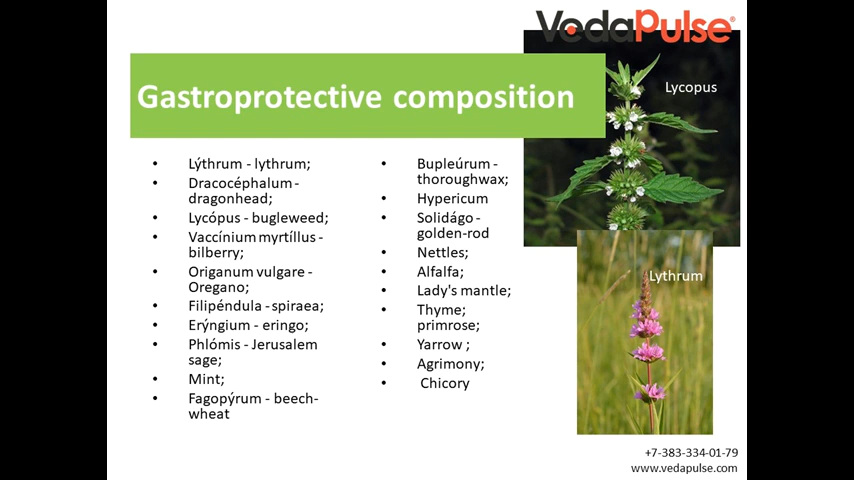 VedaPulse®
Lycopus
Gastroprotective composition
• Lýthrum - lythrum;
• Dracocéphalum -
dragonhead;
• Lycópus - bugleweed;
• Vaccínium myrtíllus -
bilberry;
• Origanum vulgare -
Oregano;
• Filipéndula - spiraea;
• Erýngium - eringo;
• Phlómis - Jerusalem
sage;
• Mint;
• Fagopýrum - beech-
wheat
• Bupleúrum -
thoroughwax;
• Hypericum
• Solidágo -
golden-rod
• Nettles;
• Alfalfa;
• Lady's mantle;
• Thyme;
primrose;
• Yarrow ;
• Agrimony;
• Chicory
Lythrum
+7-383-334-01-79
www.vedapulse.com